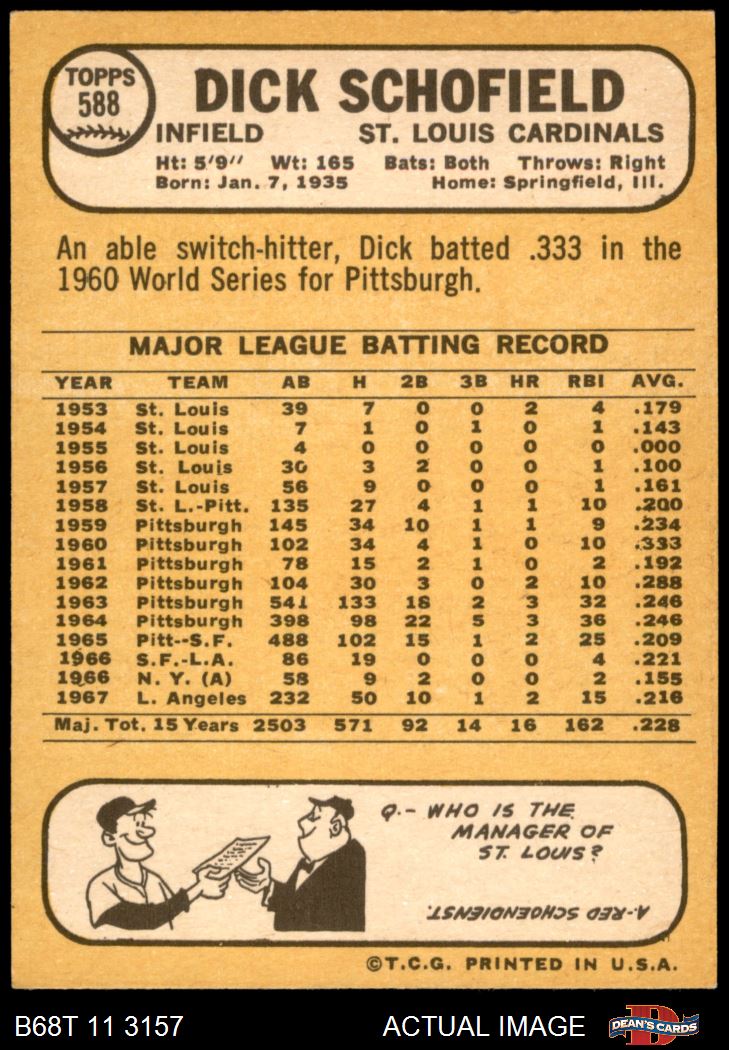 TOPPS
588
DICK SCHOFIELD
INFIELD ST. LOUIS CARDINALS
Ht: 5'9" Wt: 165 Bats: Both Throws: Right
Born: Jan. 7, 1935 Home: Springfield, Ill.
An able switch-hitter, Dick batted .333 in the
1960 World Series for Pittsburgh.
MAJOR LEAGUE BATTING RECORD
YEAR TEAM AB H 2B 3B HR RBI AVG.
1953 St. Louis 39 7 0 0 2 4 .179
1954 St. Louis 7 1 0 1 0 1 .143
1955 St. Louis 4 0 0 0 0 0 .000
1956 St. Louis 30 3 2 0 0 1 .100
1957 St. Louis 56 9 0 0 0 1 .161
1958 St. L.-Pitt. 135 27 4 1 1 10 .200
1959 Pittsburgh 145 34 10 1 1 9 .234
1960 Pittsburgh 102 34 4 1 0 10 .333
1961 Pittsburgh 78 15 2 1 0 2 .192
1962 Pittsburgh 104 30 3 0 2 10 .288
1963 Pittsburgh 541 133 18 2 3 32 .246
1964 Pittsburgh 398 98 22 5 3 36 .246
1965 Pitt--S.F. 488 102 15 1 2 25 .209
1966 S.F.-L.A. 86 19 0 0 0 4 .221
1966 N. Y. (A) 58 9 2 0 0 2 .155
1967 L. Angeles 232 50 10 1 2 15 .216
Maj. Tot. 15 Years 2503 571 92 14 16 162 .228
Q.- WHO IS THE
MANAGER OF
ST. LOUIS?
A-RED SCHOENDIENST.
©T.C.G. PRINTED IN U.S.A.
B68T 11 3157 ACTUAL IMAGE DEAN'S CARDS